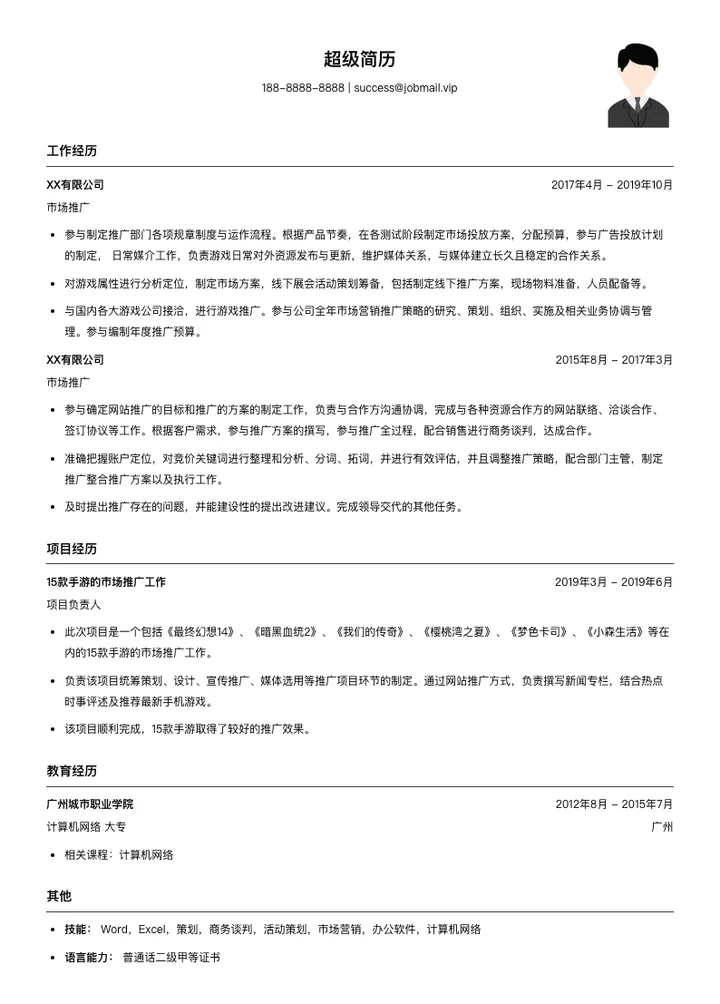 超级简历
188-8888-8888 | success@jobmail.vip
工作经历
XX有限公司 2017年4月 – 2019年10月
市场推广
• 参与制定推广部门各项规章制度与运作流程。根据产品节奏，在各测试阶段制定市场投放方案，分配预算，参与广告投放计划
的制定， 日常媒介工作，负责游戏日常对外资源发布与更新，维护媒体关系，与媒体建立长久且稳定的合作关系。
• 对游戏属性进行分析定位，制定市场方案，线下展会活动策划筹备，包括制定线下推广方案，现场物料准备，人员配备等。
• 与国内各大游戏公司接洽，进行游戏推广。参与公司全年市场营销推广策略的研究、策划、组织、实施及相关业务协调与管
理。参与编制年度推广预算。
XX有限公司 2015年8月 – 2017年3月
市场推广
• 参与确定网站推广的目标和推广的方案的制定工作，负责与合作方沟通协调，完成与各种资源合作方的网站联络、洽谈合作、
签订协议等工作。根据客户需求，参与推广方案的撰写，参与推广全过程，配合销售进行商务谈判，达成合作。
• 准确把握账户定位，对竞价关键词进行整理和分析、分词、拓词，并进行有效评估，并且调整推广策略，配合部门主管，制定
推广整合推广方案以及执行工作。
• 及时提出推广存在的问题，并能建设性的提出改进建议。完成领导交代的其他任务。
项目经历
15款手游的市场推广工作 2019年3月 – 2019年6月
项目负责人
• 此次项目是一个包括《最终幻想14》、《暗黑血统2》、《我们的传奇》、《樱桃湾之夏》、《梦色卡司》、《小森生活》等在
内的15款手游的市场推广工作。
• 负责该项目统筹策划、设计、宣传推广、媒体选用等推广项目环节的制定。通过网站推广方式，负责撰写新闻专栏，结合热点
时事评述及推荐最新手机游戏。
• 该项目顺利完成，15款手游取得了较好的推广效果。
教育经历
广州城市职业学院 2012年8月 – 2015年7月
计算机网络 大专 广州
• 相关课程：计算机网络
其他
• 技能： Word，Excel，策划，商务谈判，活动策划，市场营销，办公软件，计算机网络
• 语言能力： 普通话二级甲等证书